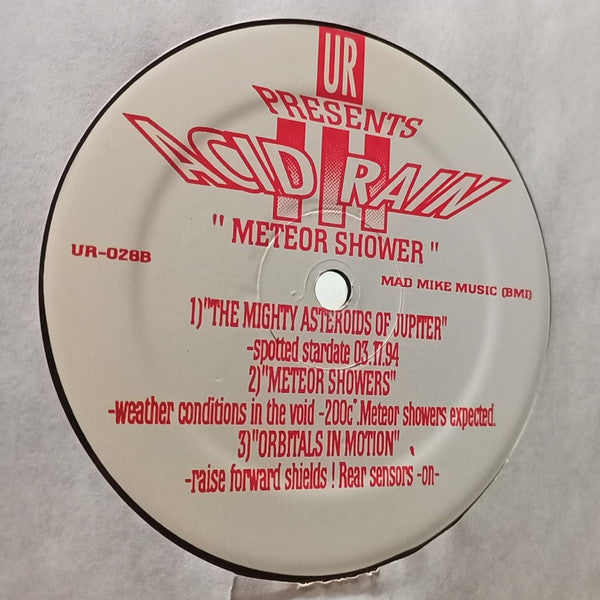 UR
PRESENTS
ACID RAIN
III
" METEOR SHOWER "
UR-028B
MAD MIKE MUSIC (BMI)
1)"THE MIGHTY ASTEROIDS OF JUPITER"
-spotted stardate 03.17.94
2)"METEOR SHOWERS"
-weather conditions in the void -200c°.Meteor showers expected.
3)"ORBITALS IN MOTION"
-raise forward shields ! Rear sensors -on-